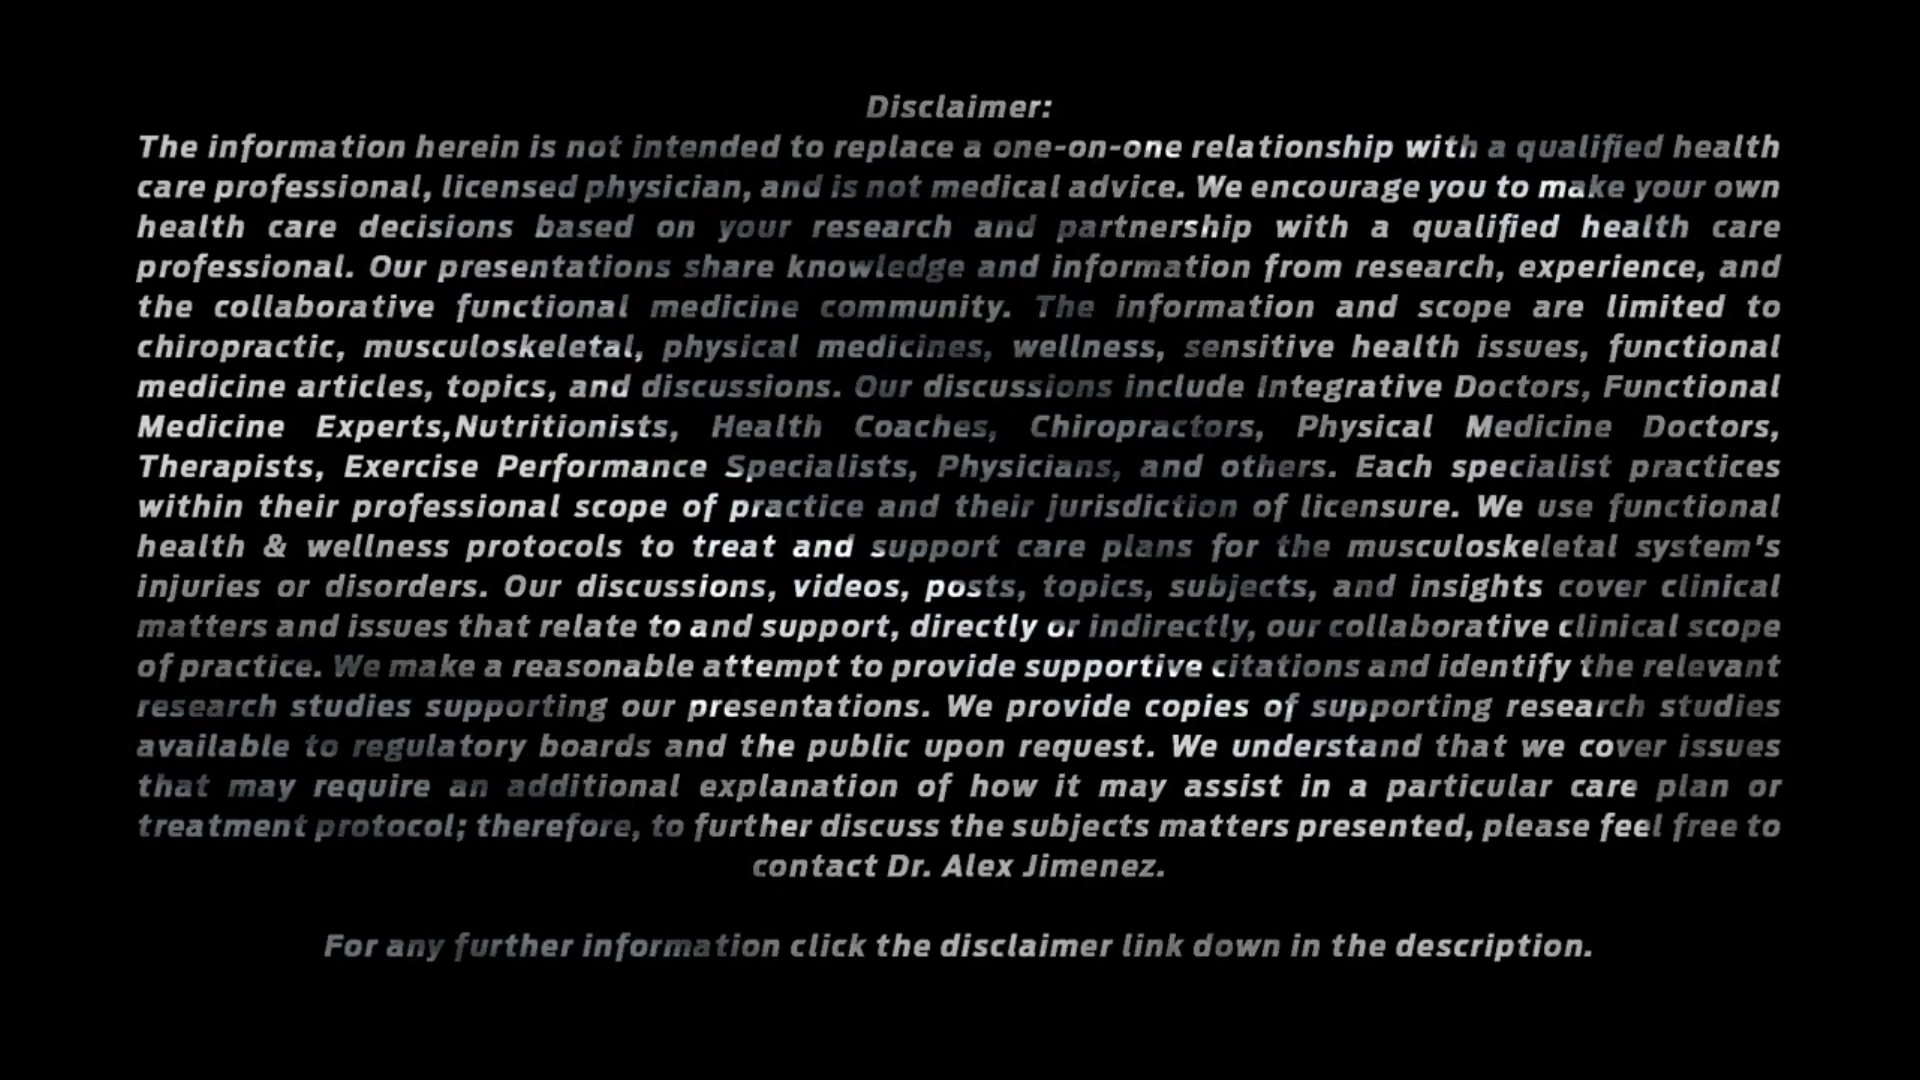 Disclaimer:
The information herein is not intended to replace a one-on-one relationship with a qualified health
care professional, licensed physician, and is not medical advice. We encourage you to make your own
health care decisions based on your research and partnership with a qualified health care
professional. Our presentations share knowledge and information from research, experience, and
the collaborative functional medicine community. The information and scope are limited to
chiropractic, musculoskeletal, physical medicines, wellness, sensitive health issues, functional
medicine articles, topics, and discussions. Our discussions include Integrative Doctors, Functional
Medicine Experts,Nutritionists, Health Coaches, Chiropractors, Physical Medicine Doctors,
Therapists, Exercise Performance Specialists, Physicians, and others. Each specialist practices
within their professional scope of practice and their jurisdiction of licensure. We use functional
health & wellness protocols to treat and support care plans for the musculoskeletal system's
injuries or disorders. Our discussions, videos, posts, topics, subjects, and insights cover clinical
matters and issues that relate to and support, directly or indirectly, our collaborative clinical scope
of practice. We make a reasonable attempt to provide supportive citations and identify the relevant
research studies supporting our presentations. We provide copies of supporting research studies
available to regulatory boards and the public upon request. We understand that we cover issues
that may require an additional explanation of how it may assist in a particular care plan or
treatment protocol; therefore, to further discuss the subjects matters presented, please feel free to
contact Dr. Alex Jimenez.
For any further information click the disclaimer link down in the description.